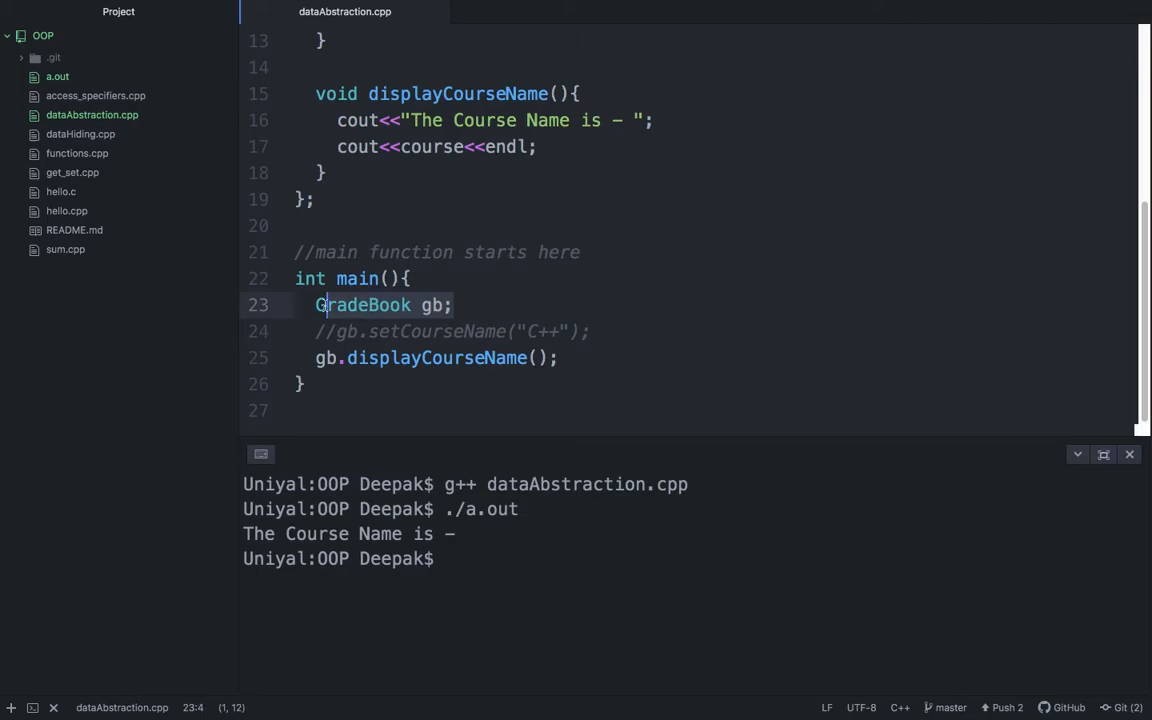 Project
OOP
.git
a.out
access_specifiers.cpp
dataAbstraction.cpp
dataHiding.cpp
functions.cpp
get_set.cpp
hello.c
hello.cpp
README.md
sum.cpp
dataAbstraction.cpp
13 }
14
15 void displayCourseName(){
16 cout<<"The Course Name is - ";
17 cout<<course<<endl;
18 }
19 };
20
21 //main function starts here
22 int main(){
23 GradeBook gb;
24 //gb.setCourseName("C++");
25 gb.displayCourseName();
26 }
27
Uniyal:OOP Deepak$ g++ dataAbstraction.cpp
Uniyal:OOP Deepak$ ./a.out
The Course Name is -
Uniyal:OOP Deepak$
dataAbstraction.cpp 23:4 (1, 12) LF UTF-8 C++ master Push 2 GitHub Git (2)